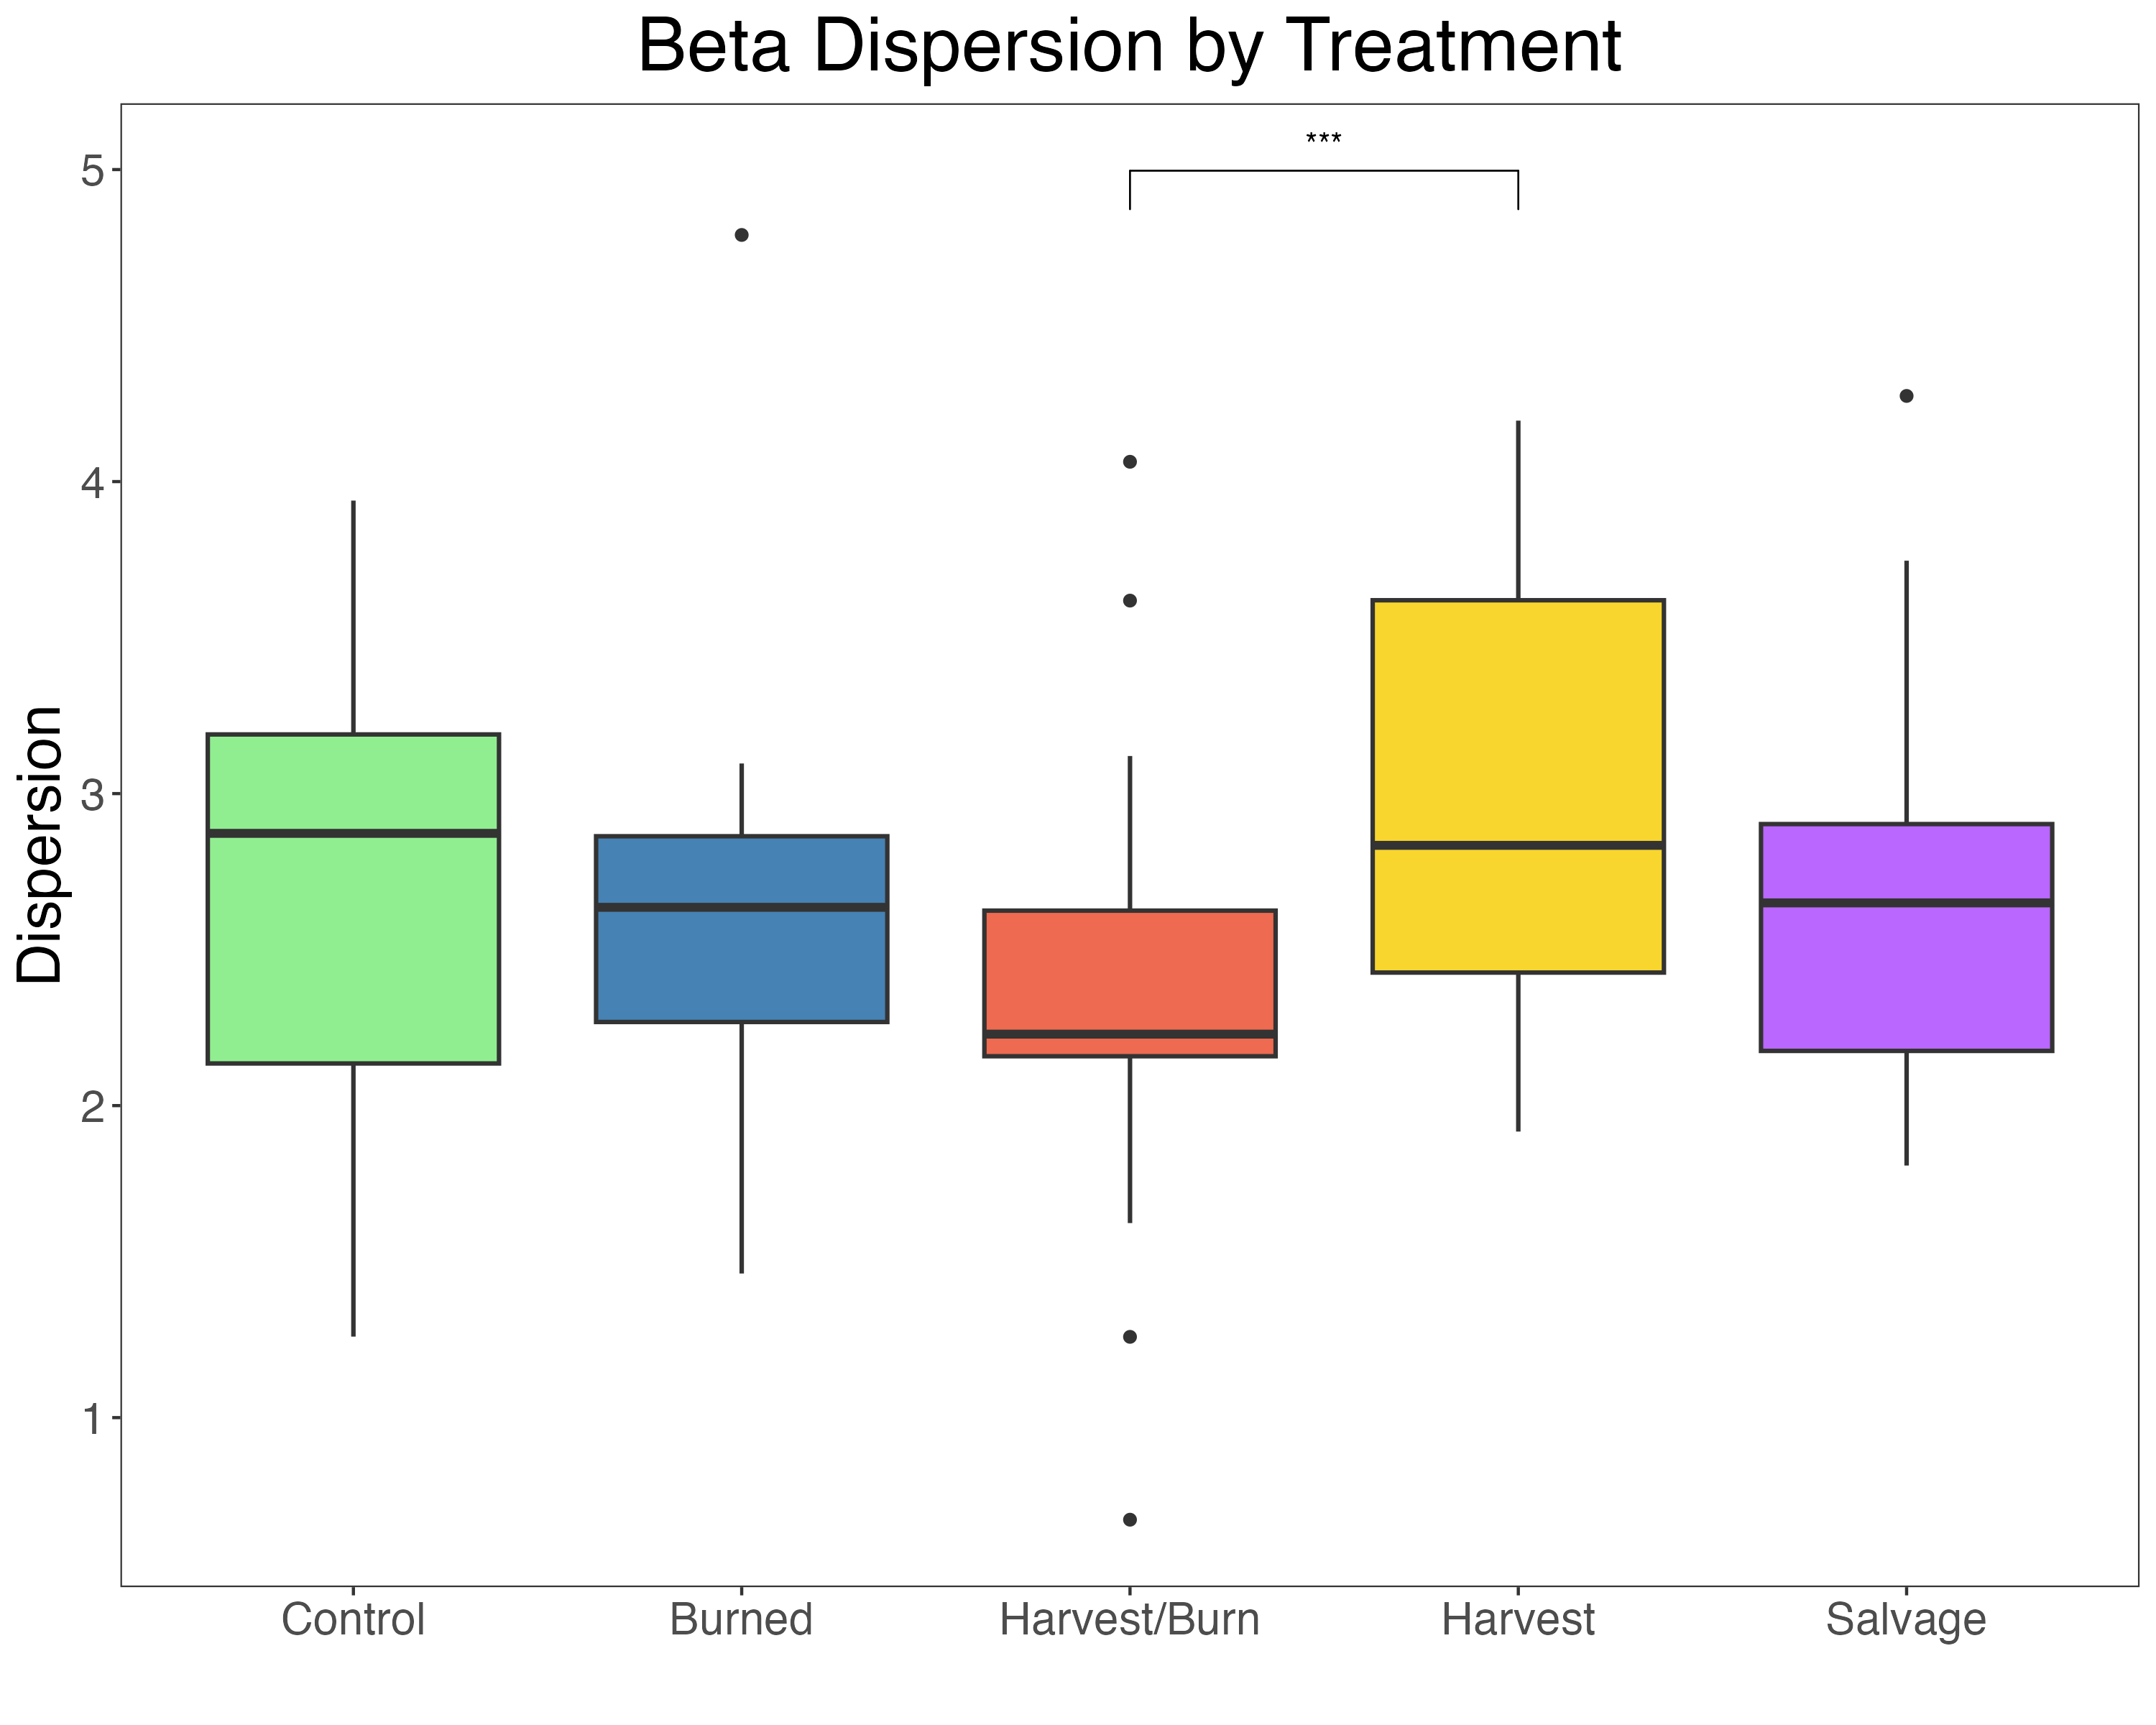 Beta Dispersion by Treatment
***
5
4
3
2
1
Dispersion
Control Burned Harvest/Burn Harvest Salvage